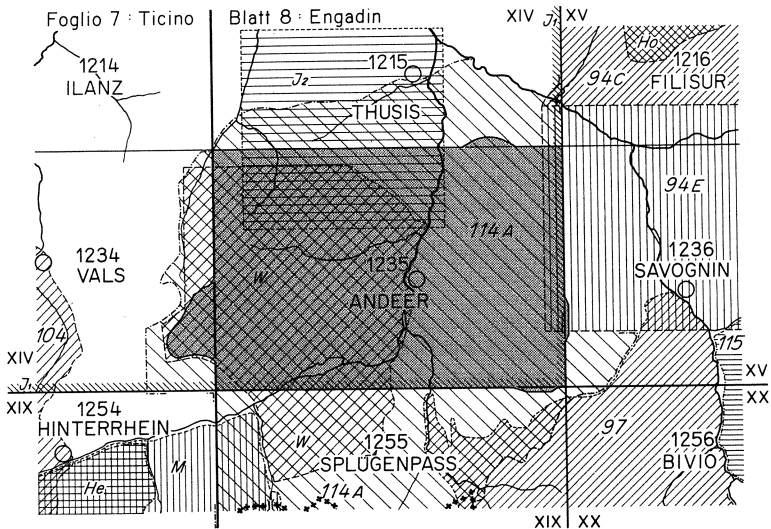 Foglio 7 : Ticino
Blatt 8 : Engadin
XIV
J1
XV
1214
ILANZ
J2
1215
THUSIS
Ho
94C
1216
FILISUR
94E
1234
VALS
W
1235
ANDEER
114A
1236
SAVOGNIN
104
115
XIV
J1
XIX
XV
XX
1254
HINTERRHEIN
He
M
W
1255
SPLÜGENPASS
114A
97
1256
BIVIO
XIX
XX